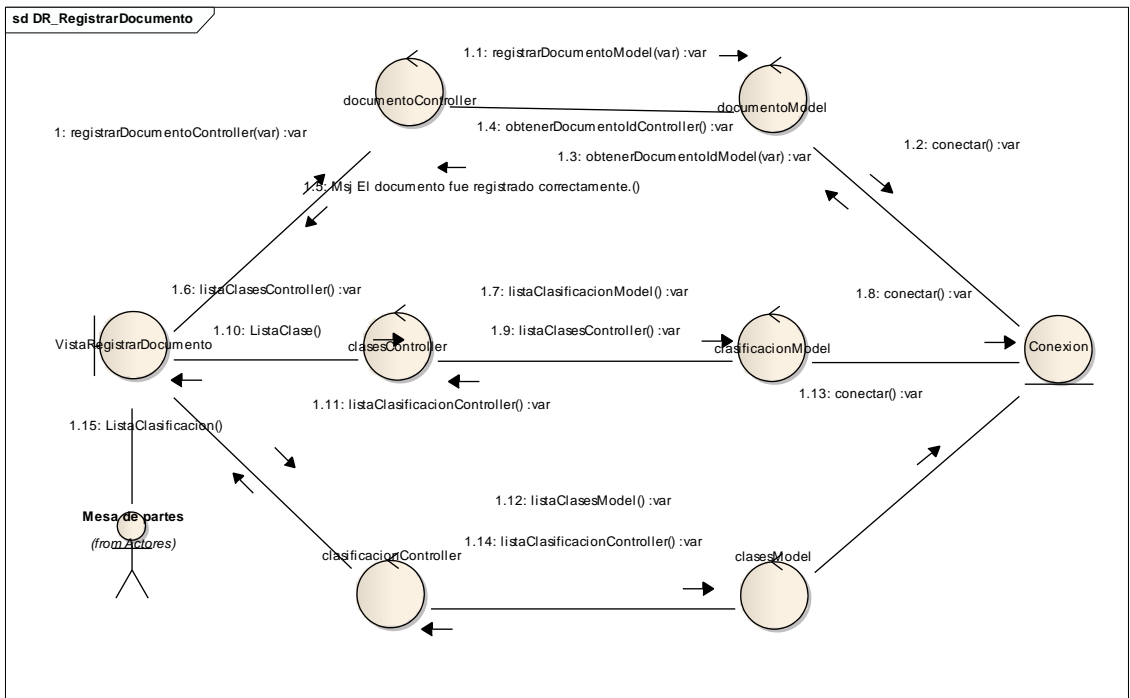 sd DR_RegistrarDocumento
1.1: registrarDocumentoModel(var) :var
documentoController
documentoModel
1.4: obtenerDocumentoIdController() :var
1: registrarDocumentoController(var) :var
1.2: conectar() :var
1.3: obtenerDocumentoIdModel(var) :var
1.5: Msj El documento fue registrado correctamente.()
1.6: listaClasesController() :var
1.7: listaClasificacionModel() :var
1.8: conectar() :var
1.10: ListaClase()
1.9: listaClasesController() :var
VistaRegistrarDocumento
clasesController
clasificacionModel
Conexion
1.13: conectar() :var
1.11: listaClasificacionController() :var
1.15: ListaClasificacion()
1.12: listaClasesModel() :var
Mesa de partes
(from Actores)
1.14: listaClasificacionController() :var
clasificacionController
clasesModel